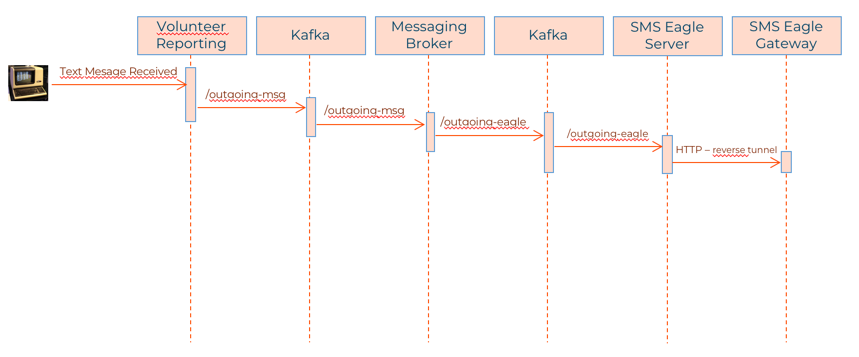 Volunteer
Reporting
Kafka
Messaging
Broker
Kafka
SMS Eagle
Server
SMS Eagle
Gateway
Text Mesage Received
/outgoing-msg
/outgoing-msg
/outgoing-eagle
/outgoing-eagle
HTTP – reverse tunnel